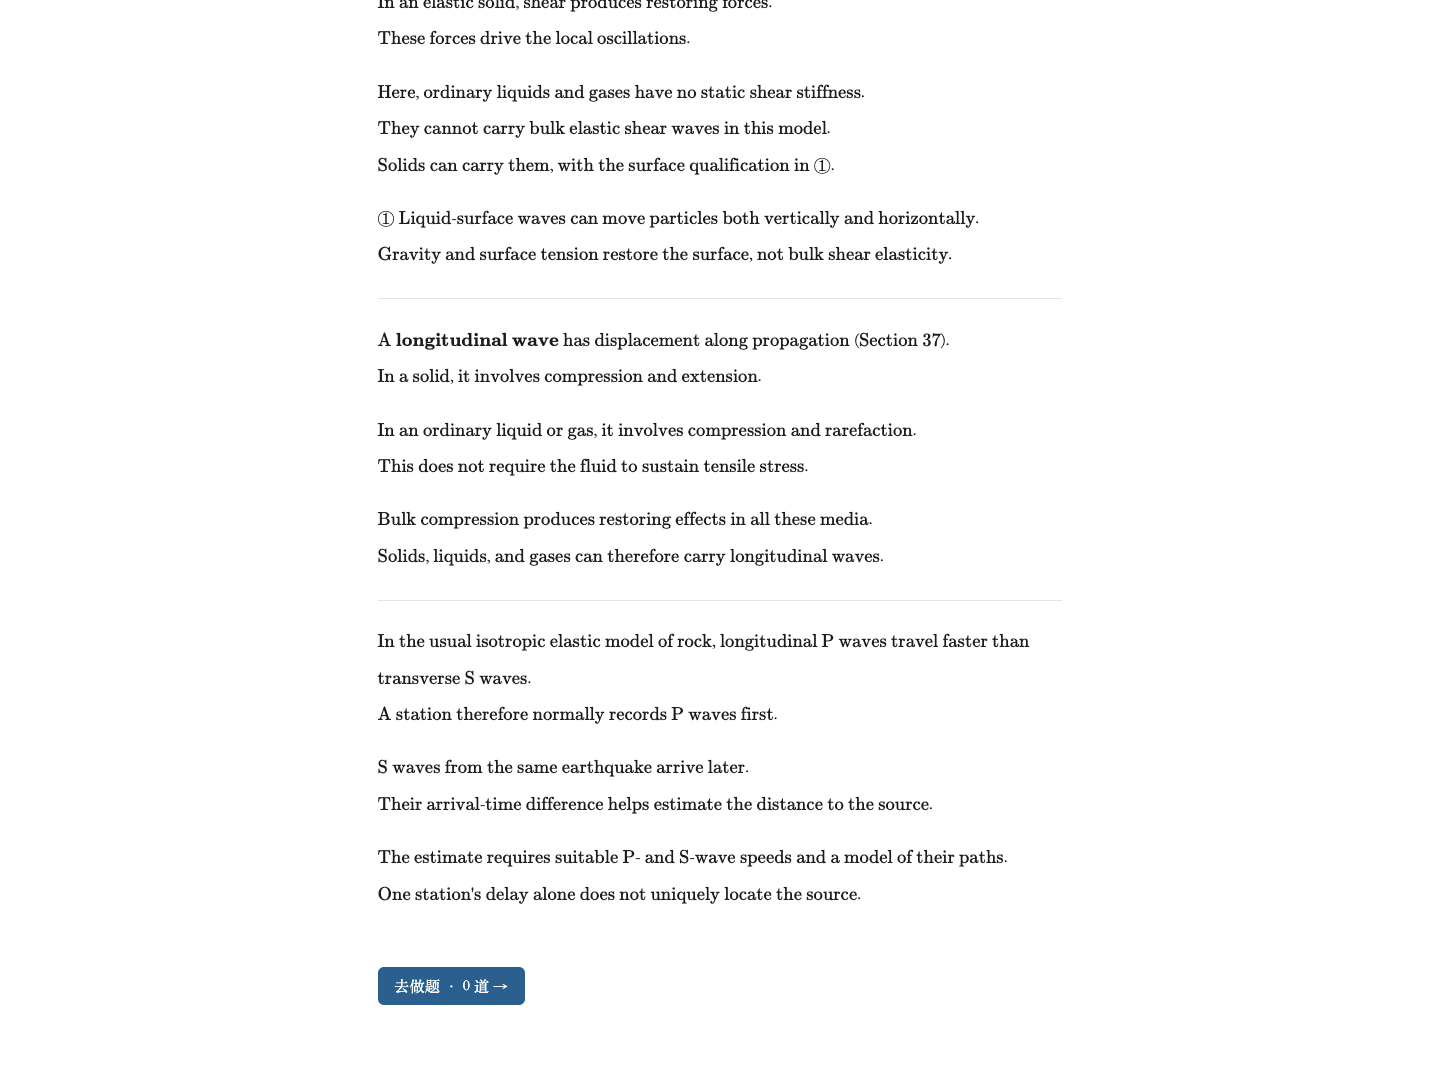 In an elastic solid, shear produces restoring forces.
These forces drive the local oscillations.
Here, ordinary liquids and gases have no static shear stiffness.
They cannot carry bulk elastic shear waves in this model.
Solids can carry them, with the surface qualification in ①.
① Liquid-surface waves can move particles both vertically and horizontally.
Gravity and surface tension restore the surface, not bulk shear elasticity.
A longitudinal wave has displacement along propagation (Section 37).
In a solid, it involves compression and extension.
In an ordinary liquid or gas, it involves compression and rarefaction.
This does not require the fluid to sustain tensile stress.
Bulk compression produces restoring effects in all these media.
Solids, liquids, and gases can therefore carry longitudinal waves.
In the usual isotropic elastic model of rock, longitudinal P waves travel faster than
transverse S waves.
A station therefore normally records P waves first.
S waves from the same earthquake arrive later.
Their arrival-time difference helps estimate the distance to the source.
The estimate requires suitable P- and S-wave speeds and a model of their paths.
One station's delay alone does not uniquely locate the source.
去做题 · 0 道 →